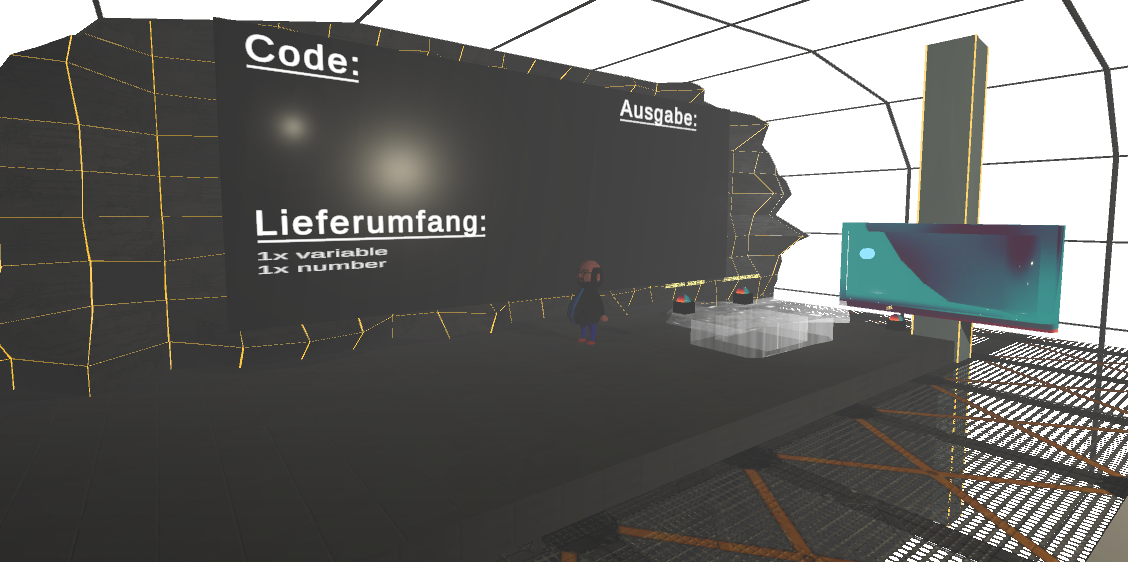 Code:
Ausgabe:
Lieferumfang:
1x variable
1x number